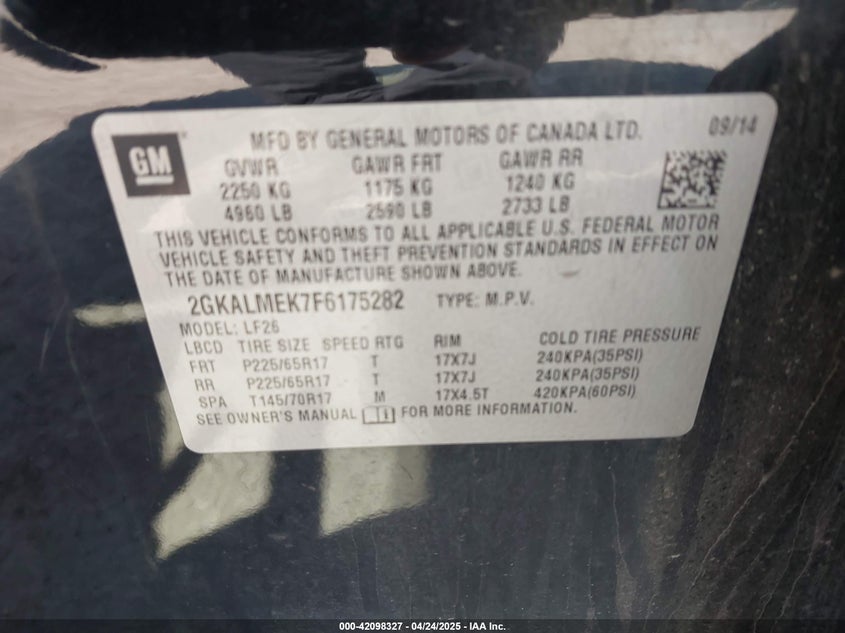 GM
MFD BY GENERAL MOTORS OF CANADA LTD. 09/14
GVWR GAWR FRT GAWR RR
2250 KG 1175 KG 1240 KG
4960 LB 2590 LB 2733 LB
THIS VEHICLE CONFORMS TO ALL APPLICABLE U.S. FEDERAL MOTOR
VEHICLE SAFETY AND THEFT PREVENTION STANDARDS IN EFFECT ON
THE DATE OF MANUFACTURE SHOWN ABOVE.
2GKALMEK7F6175282 TYPE: M.P.V.
MODEL: LF26
LBCD TIRE SIZE SPEED RTG RIM COLD TIRE PRESSURE
FRT P225/65R17 T 17X7J 240KPA(35PSI)
RR P225/65R17 T 17X7J 240KPA(35PSI)
SPA T145/70R17 M 17X4.5T 420KPA(60PSI)
SEE OWNER'S MANUAL FOR MORE INFORMATION.
000-42098327 - 04/24/2025 - IAA Inc.